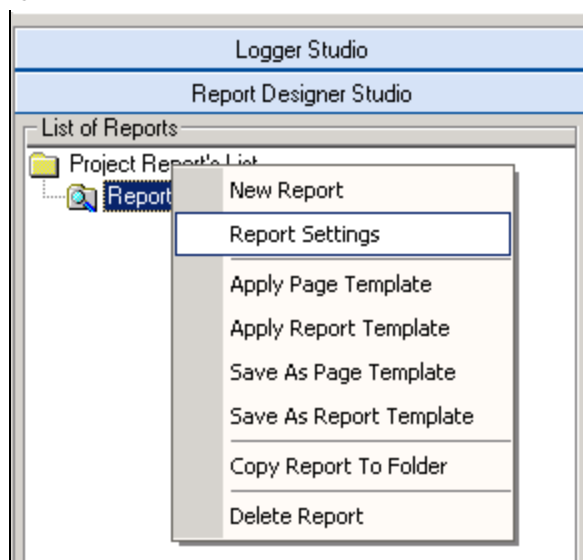 Logger Studio
Report Designer Studio
List of Reports
Project Report's List
Report
New Report
Report Settings
Apply Page Template
Apply Report Template
Save As Page Template
Save As Report Template
Copy Report To Folder
Delete Report